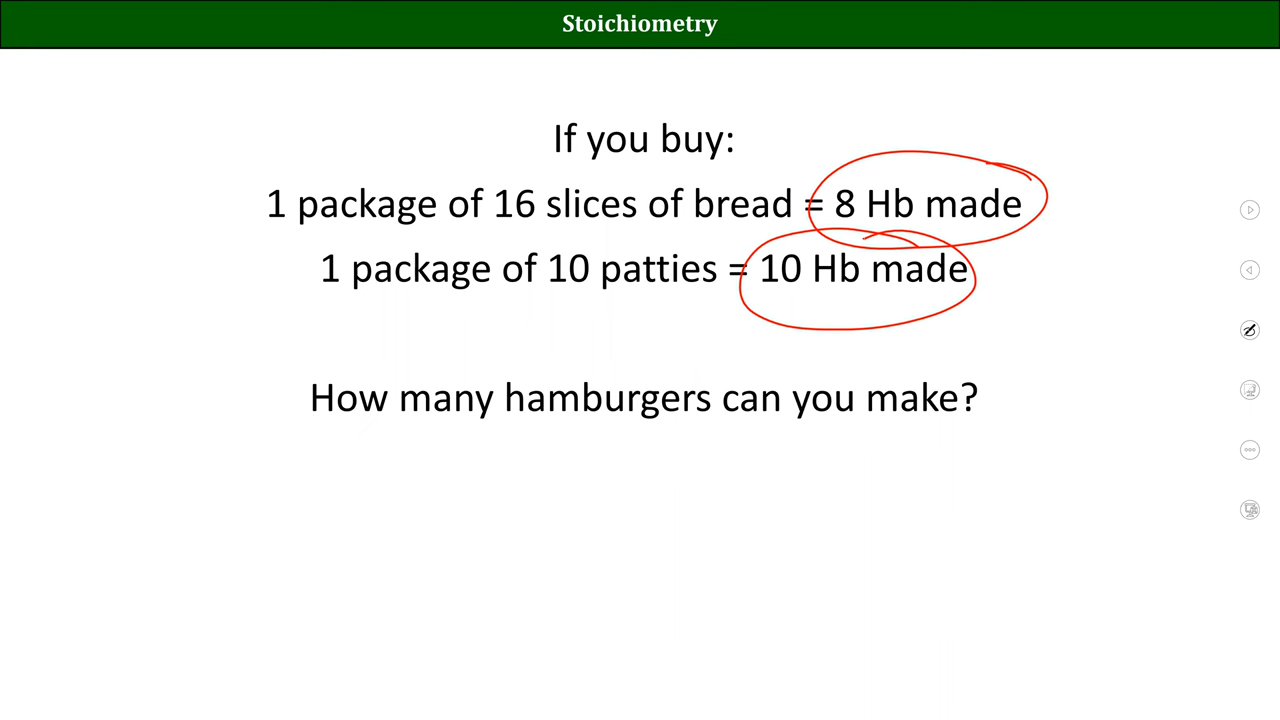 Stoichiometry
If you buy:
1 package of 16 slices of bread = 8 Hb made
1 package of 10 patties = 10 Hb made
How many hamburgers can you make?